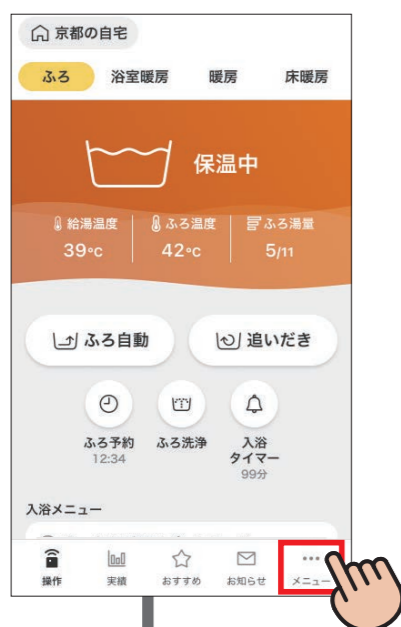 京都の自宅
ふろ 浴室暖房 暖房 床暖房
保温中
給湯温度 ふろ温度 ふろ湯量
39℃ 42℃ 5/11
ふろ自動 追いだき
ふろ予約 ふろ洗浄 入浴
タイマー
12:34
99分
入浴メニュー
操作 実績 おすすめ お知らせ メニュー